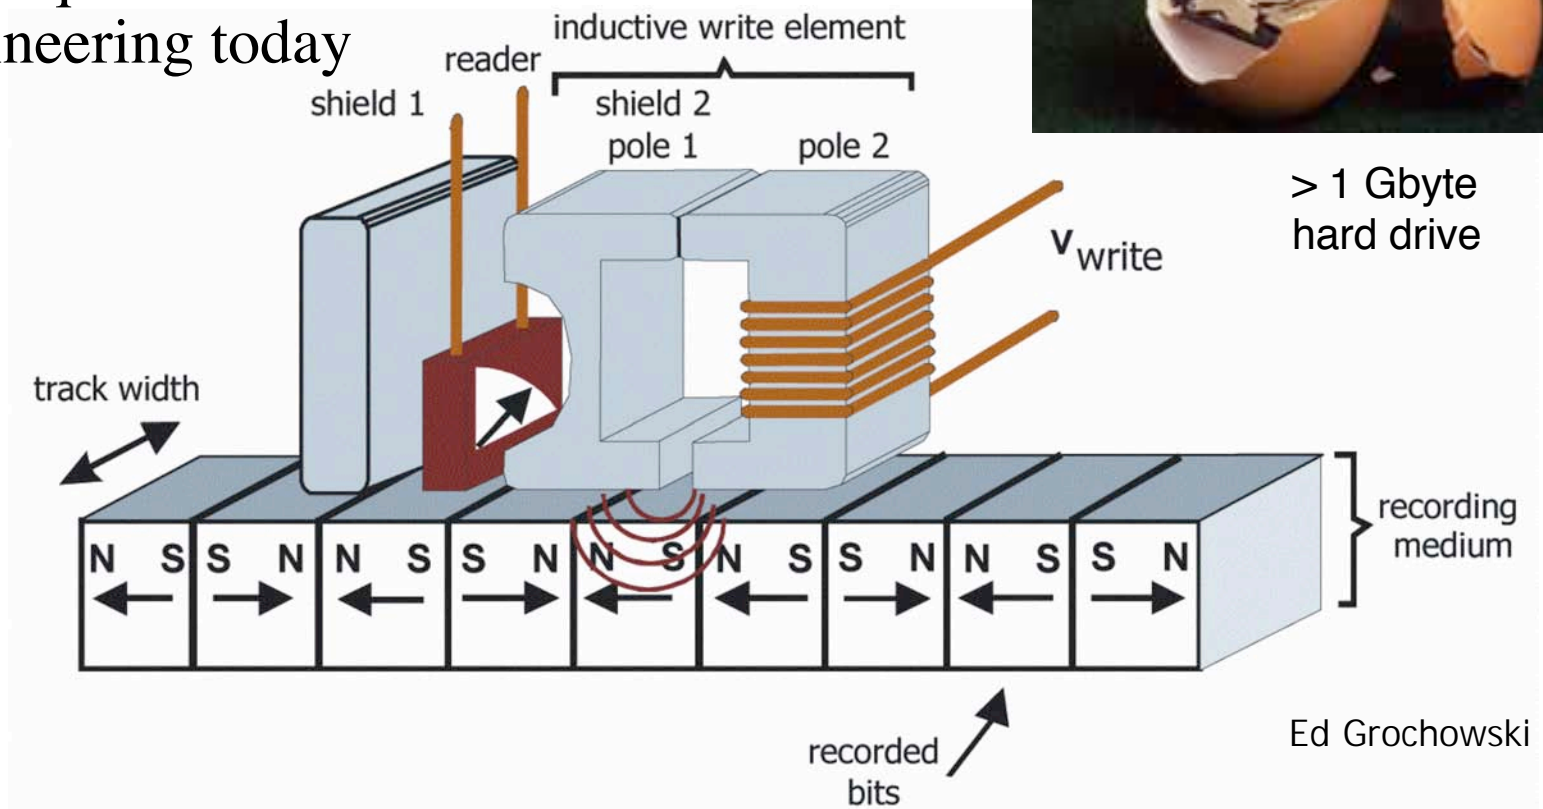 neering today
inductive write element
reader
shield 1
shield 2
pole 1
pole 2
> 1 Gbyte
hard drive
v write
track width
N S S N N S S N N S N S S N N S S N
recording
medium
recorded
bits
Ed Grochowski